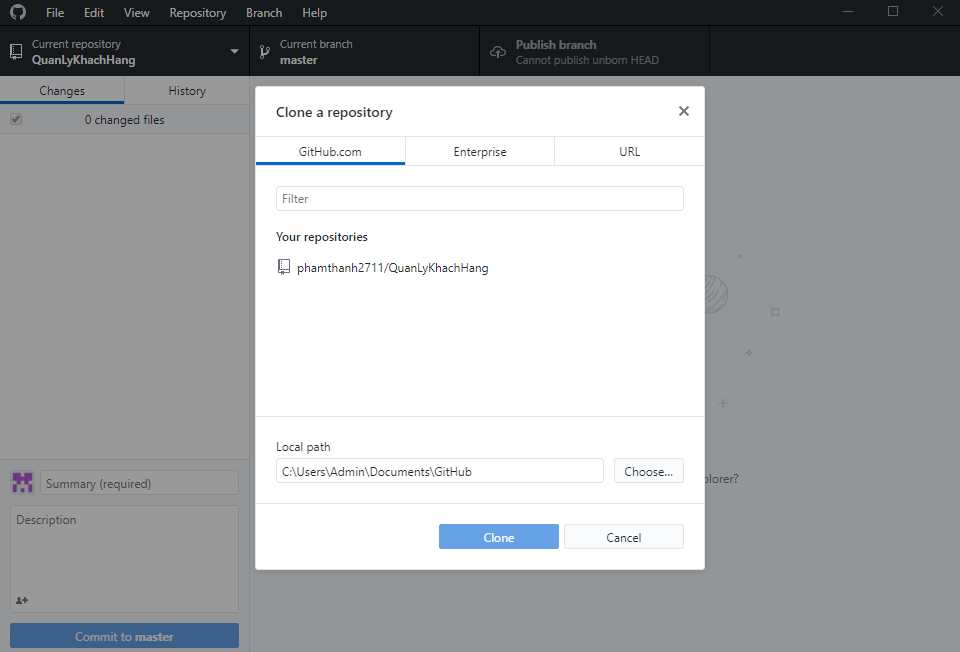 File Edit View Repository Branch Help
Current repository
QuanLyKhachHang
Current branch
master
Publish branch
Cannot publish unborn HEAD
Changes History
0 changed files
Clone a repository
GitHub.com Enterprise URL
Filter
Your repositories
phamthanh2711/QuanLyKhachHang
Local path
C:\Users\Admin\Documents\GitHub Choose...
plorer?
Clone Cancel
Summary (required)
Description
Commit to master